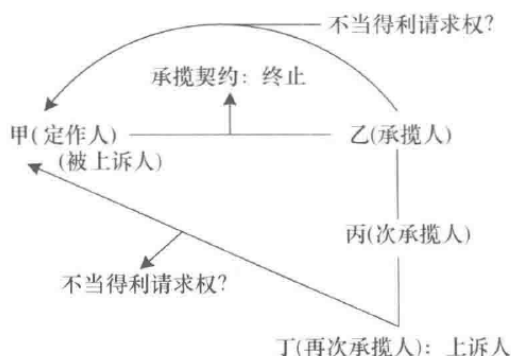 不当得利请求权?
承揽契约: 终止
甲(定作人)
乙(承揽人)
(被上诉人)
丙(次承揽人)
不当得利请求权?
丁(再次承揽人): 上诉人